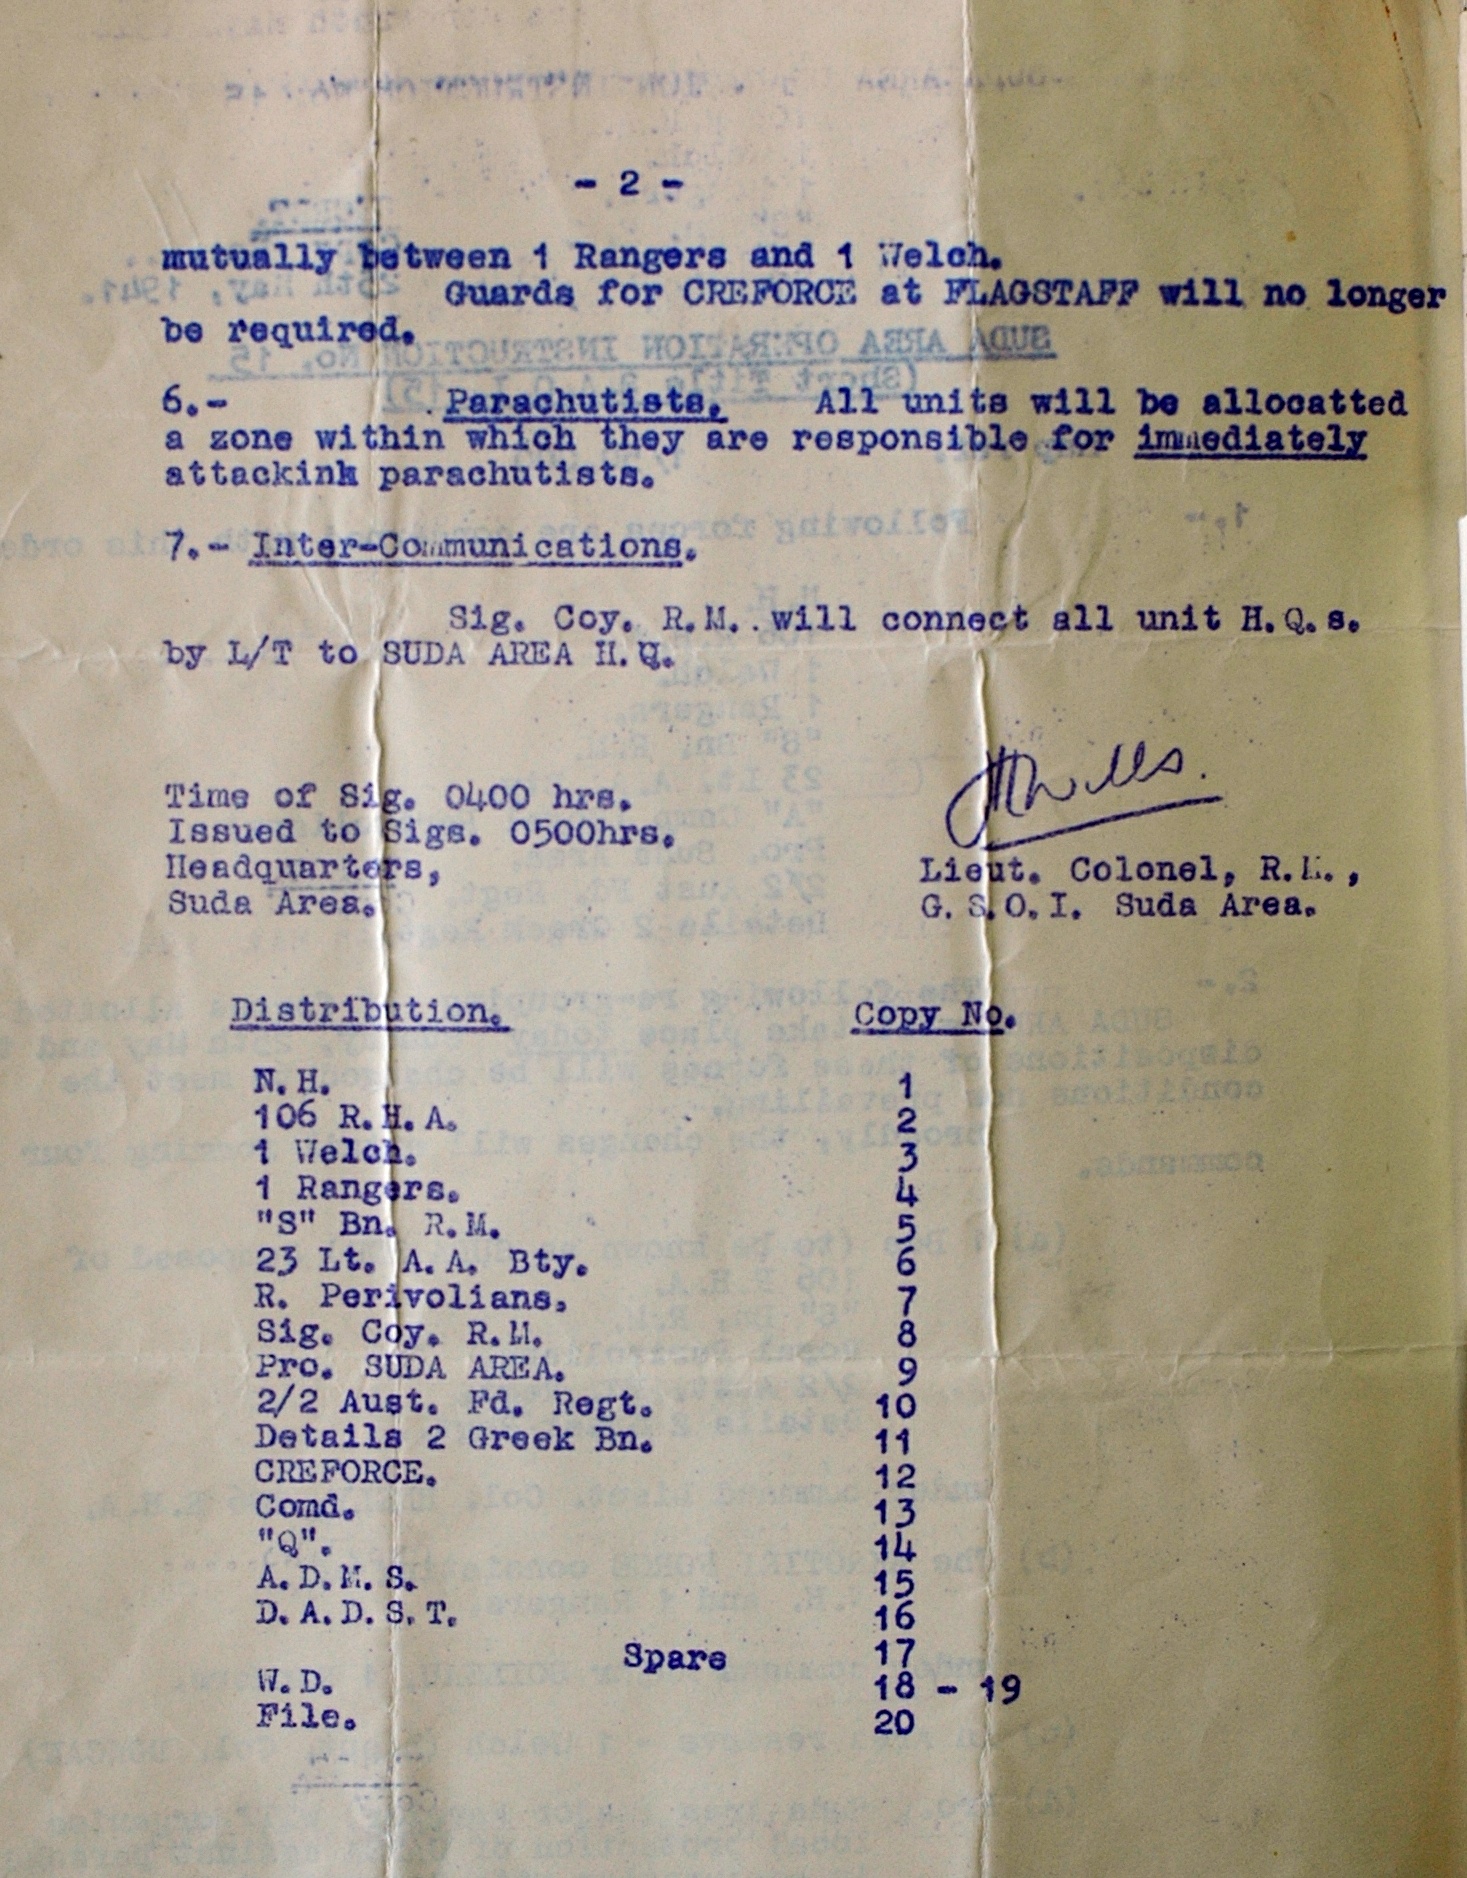 - 2 -
mutually between 1 Rangers and 1 Welch.
Guards for CREFORCE at FLAGSTAFF will no longer
be required.
6.- Parachutists. All units will be allocatted
a zone within which they are responsible for immediately
attackink parachutists.
7.- Inter-Communications.
Sig. Coy. R.M. will connect all unit H.Q.s.
by L/T to SUDA AREA H.Q.
Time of Sig. 0400 hrs.
Issued to Sigs. 0500hrs.
Headquarters,
Suda Area.
Lieut. Colonel, R.M.,
G.S.O.I. Suda Area.
Distribution. Copy No.
N.H. 1
106 R.H.A. 2
1 Welch. 3
1 Rangers. 4
"S" Bn. R.M. 5
23 Lt. A.A. Bty. 6
R. Perivolians. 7
Sig. Coy. R.M. 8
Pro. SUDA AREA. 9
2/2 Aust. Fd. Regt. 10
Details 2 Greek Bn. 11
CREFORCE. 12
Comd. 13
"Q". 14
A.D.M.S. 15
D.A.D.S.T. 16
Spare 17
W.D. 18 - 19
File. 20